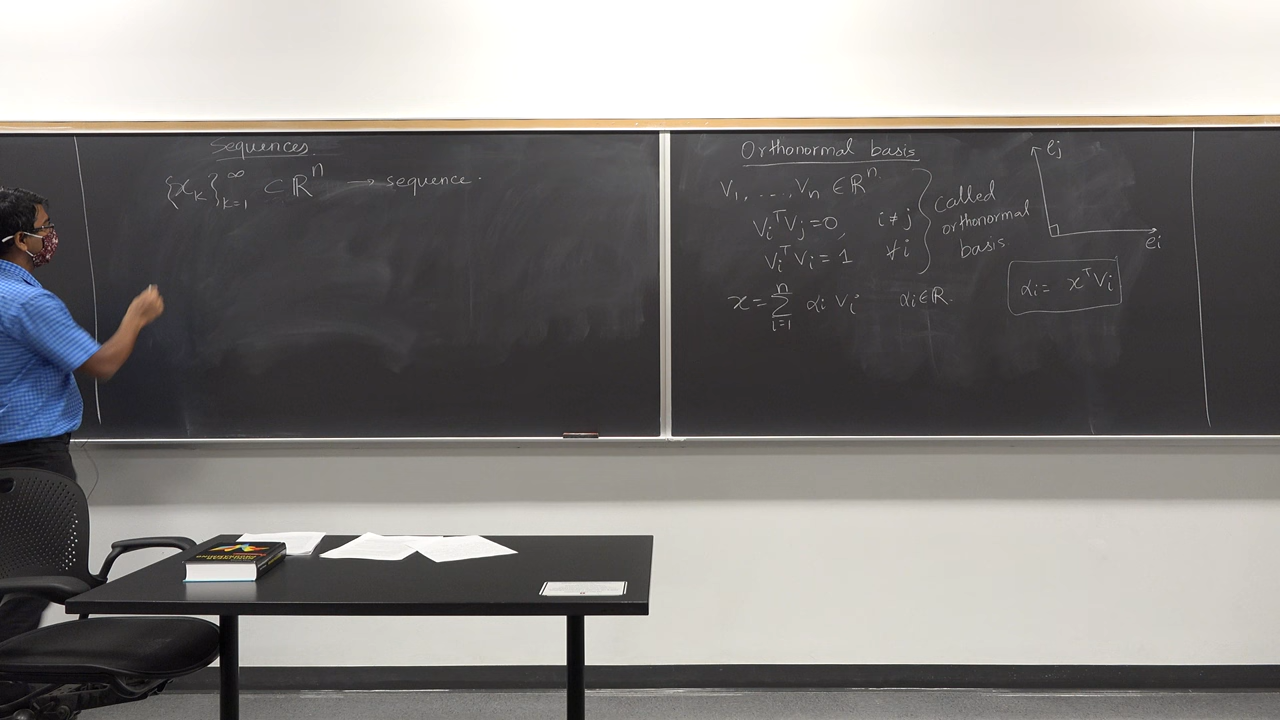 Sequences.
{x_k}_{k=1}^∞ ⊂ ℝ^n → sequence.
Orthonormal basis
V_1, ..., V_n ∈ ℝ^n.
V_i^T V_j = 0, i ≠ j
V_i^T V_i = 1 ∀i
called
orthonormal
basis.
x = ∑_{i=1}^n α_i V_i α_i ∈ ℝ.
e_j
e_i
α_i = x^T V_i